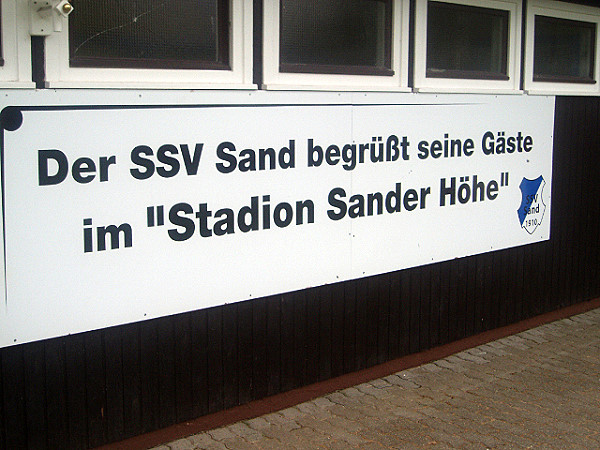 Der SSV Sand begrüßt seine Gäste
im "Stadion Sander Höhe"
SSV
Sand
1910